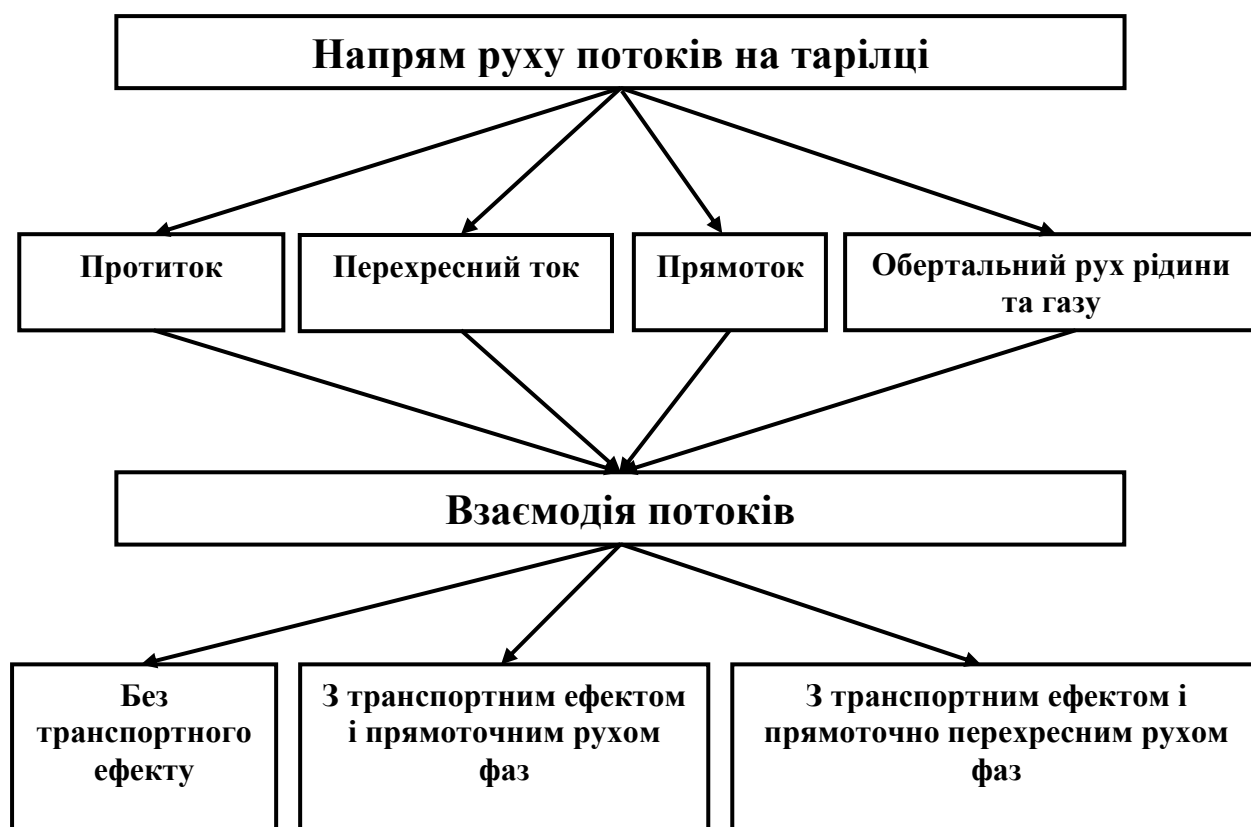 Напрям руху потоків на тарілці
Протиток
Перехресний ток
Прямоток
Обертальний рух рідини
та газу
Взаємодія потоків
Без
транспортного
ефекту
З транспортним ефектом
і прямоточним рухом
фаз
З транспортним ефектом і
прямоточно перехресним рухом
фаз